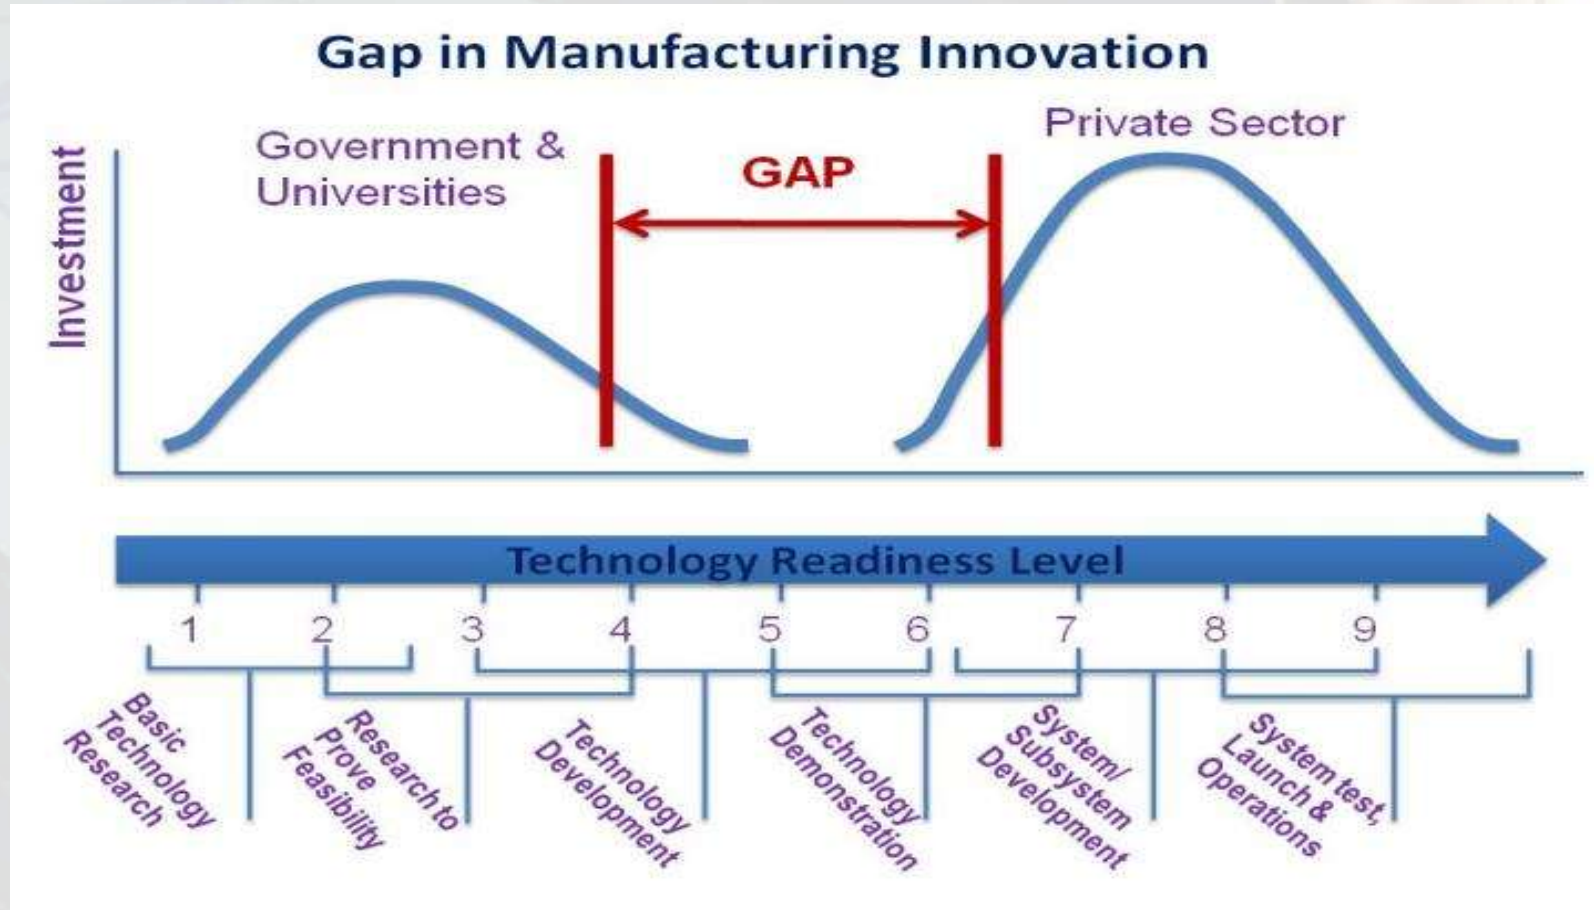 Gap in Manufacturing Innovation
Government &
Universities
GAP
Private Sector
Investment
Technology Readiness Level
1 2 3 4 5 6 7 8 9
Basic
Technology
Research
Research to
Prove
Feasibility
Technology
Development
Technology
Demonstration
System/
Subsystem
Development
System test,
Launch &
Operations